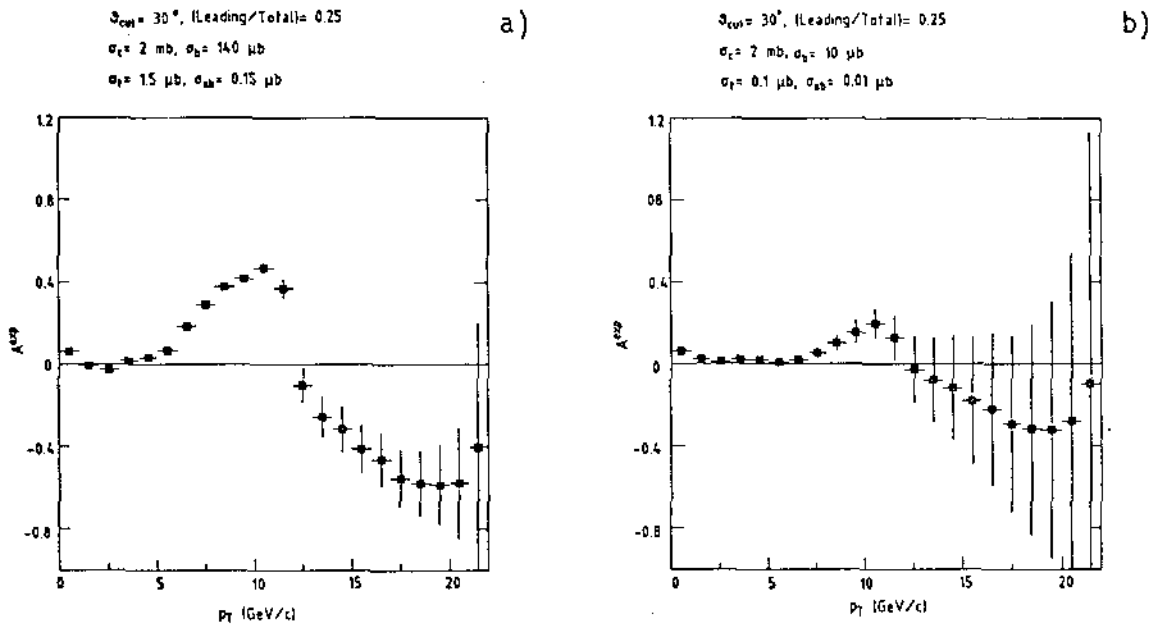 ϑcut= 30°, (Leading/Total)= 0.25
σc= 2 mb, σb= 140 μb
σt= 1.5 μb, σsb= 0.15 μb
a)
1.2
0.8
0.4
0
-0.4
-0.8
A^exp
0 5 10 15 20
pT (GeV/c)
ϑcut= 30°, (Leading/Total)= 0.25
σc= 2 mb, σb= 10 μb
σt= 0.1 μb, σsb= 0.01 μb
b)
1.2
0.8
0.4
0
-0.4
-0.8
A^exp
0 5 10 15 20
pT (GeV/c)